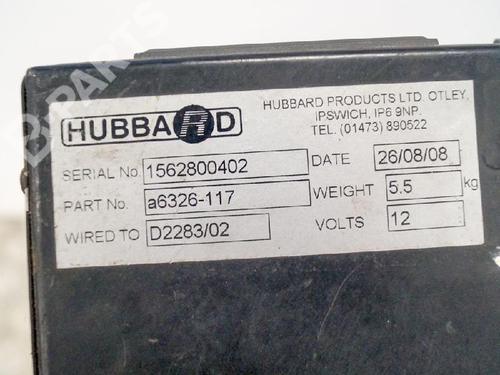 HUBBARD
HUBBARD PRODUCTS LTD. OTLEY,
IPSWICH, IP6 9NP.
TEL. (01473) 890522
SERIAL No. 1562800402 DATE 26/08/08
PART No. a6326-117 WEIGHT 5.5 kg
WIRED TO D2283/02 VOLTS 12
B PARTS